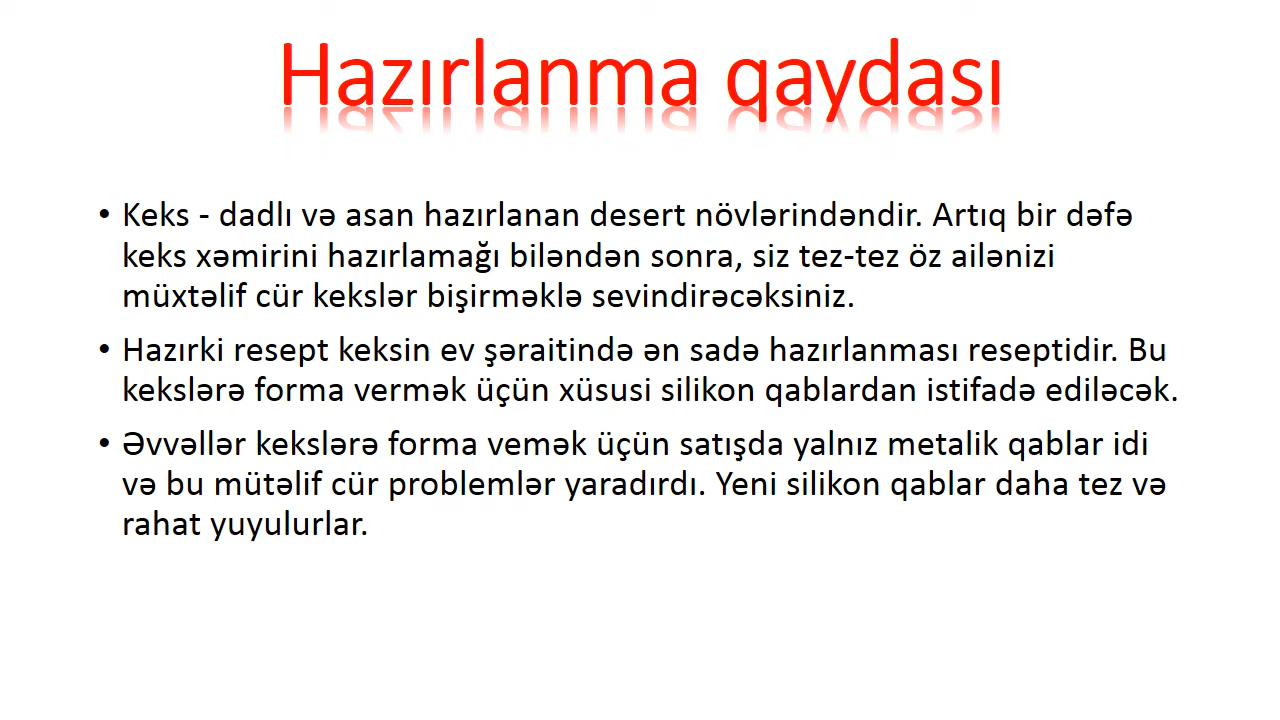 Hazırlanma qaydası
• Keks - dadlı və asan hazırlanan desert növlərindəndir. Artıq bir dəfə
keks xəmirini hazırlamağı biləndən sonra, siz tez-tez öz ailənizi
müxtəlif cür kekslər bişirməklə sevindirəcəksiniz.
• Hazırki resept keksin ev şəraitində ən sadə hazırlanması reseptidir. Bu
kekslərə forma vermək üçün xüsusi silikon qablardan istifadə ediləcək.
• Əvvəllər kekslərə forma vemək üçün satışda yalnız metalik qablar idi
və bu mütəlif cür problemlər yaradırdı. Yeni silikon qablar daha tez və
rahat yuyulurlar.